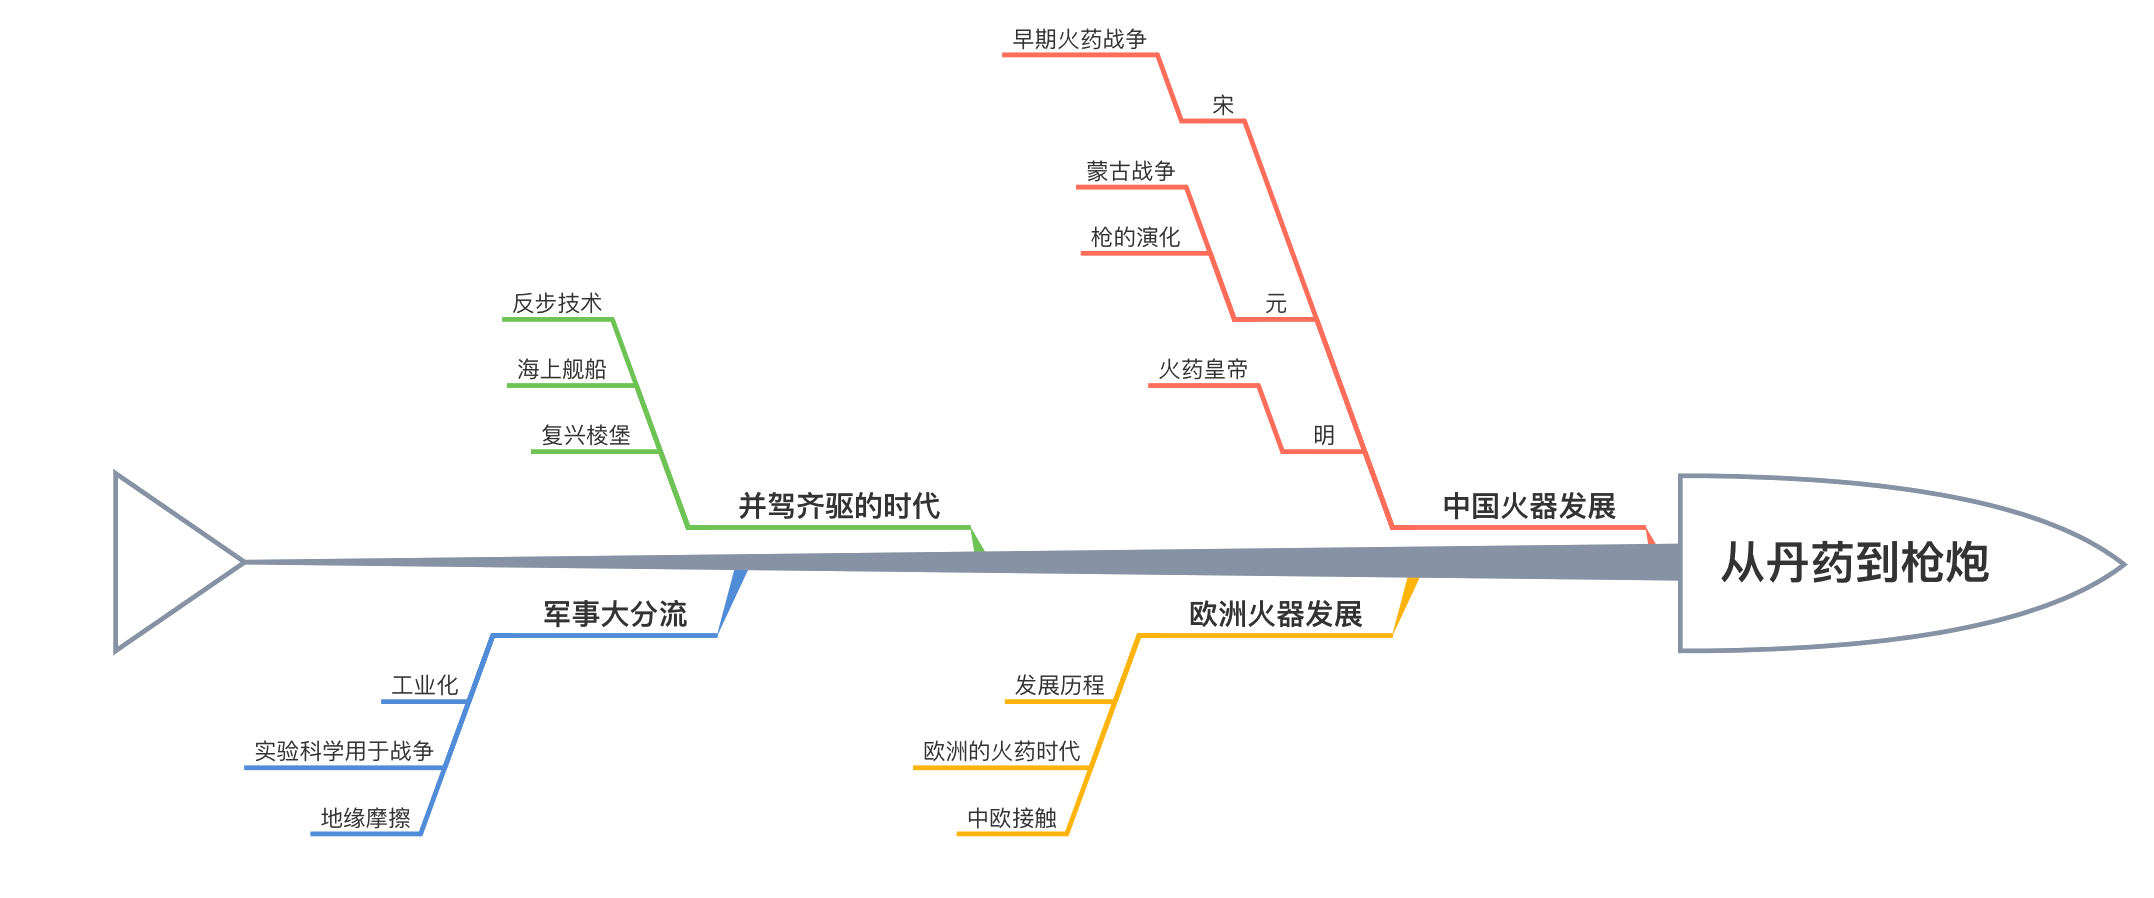 早期火药战争
宋
蒙古战争
枪的演化
元
火药皇帝
明
中国火器发展
反步技术
海上舰船
复兴棱堡
并驾齐驱的时代
从丹药到枪炮
军事大分流
工业化
实验科学用于战争
地缘摩擦
欧洲火器发展
发展历程
欧洲的火药时代
中欧接触